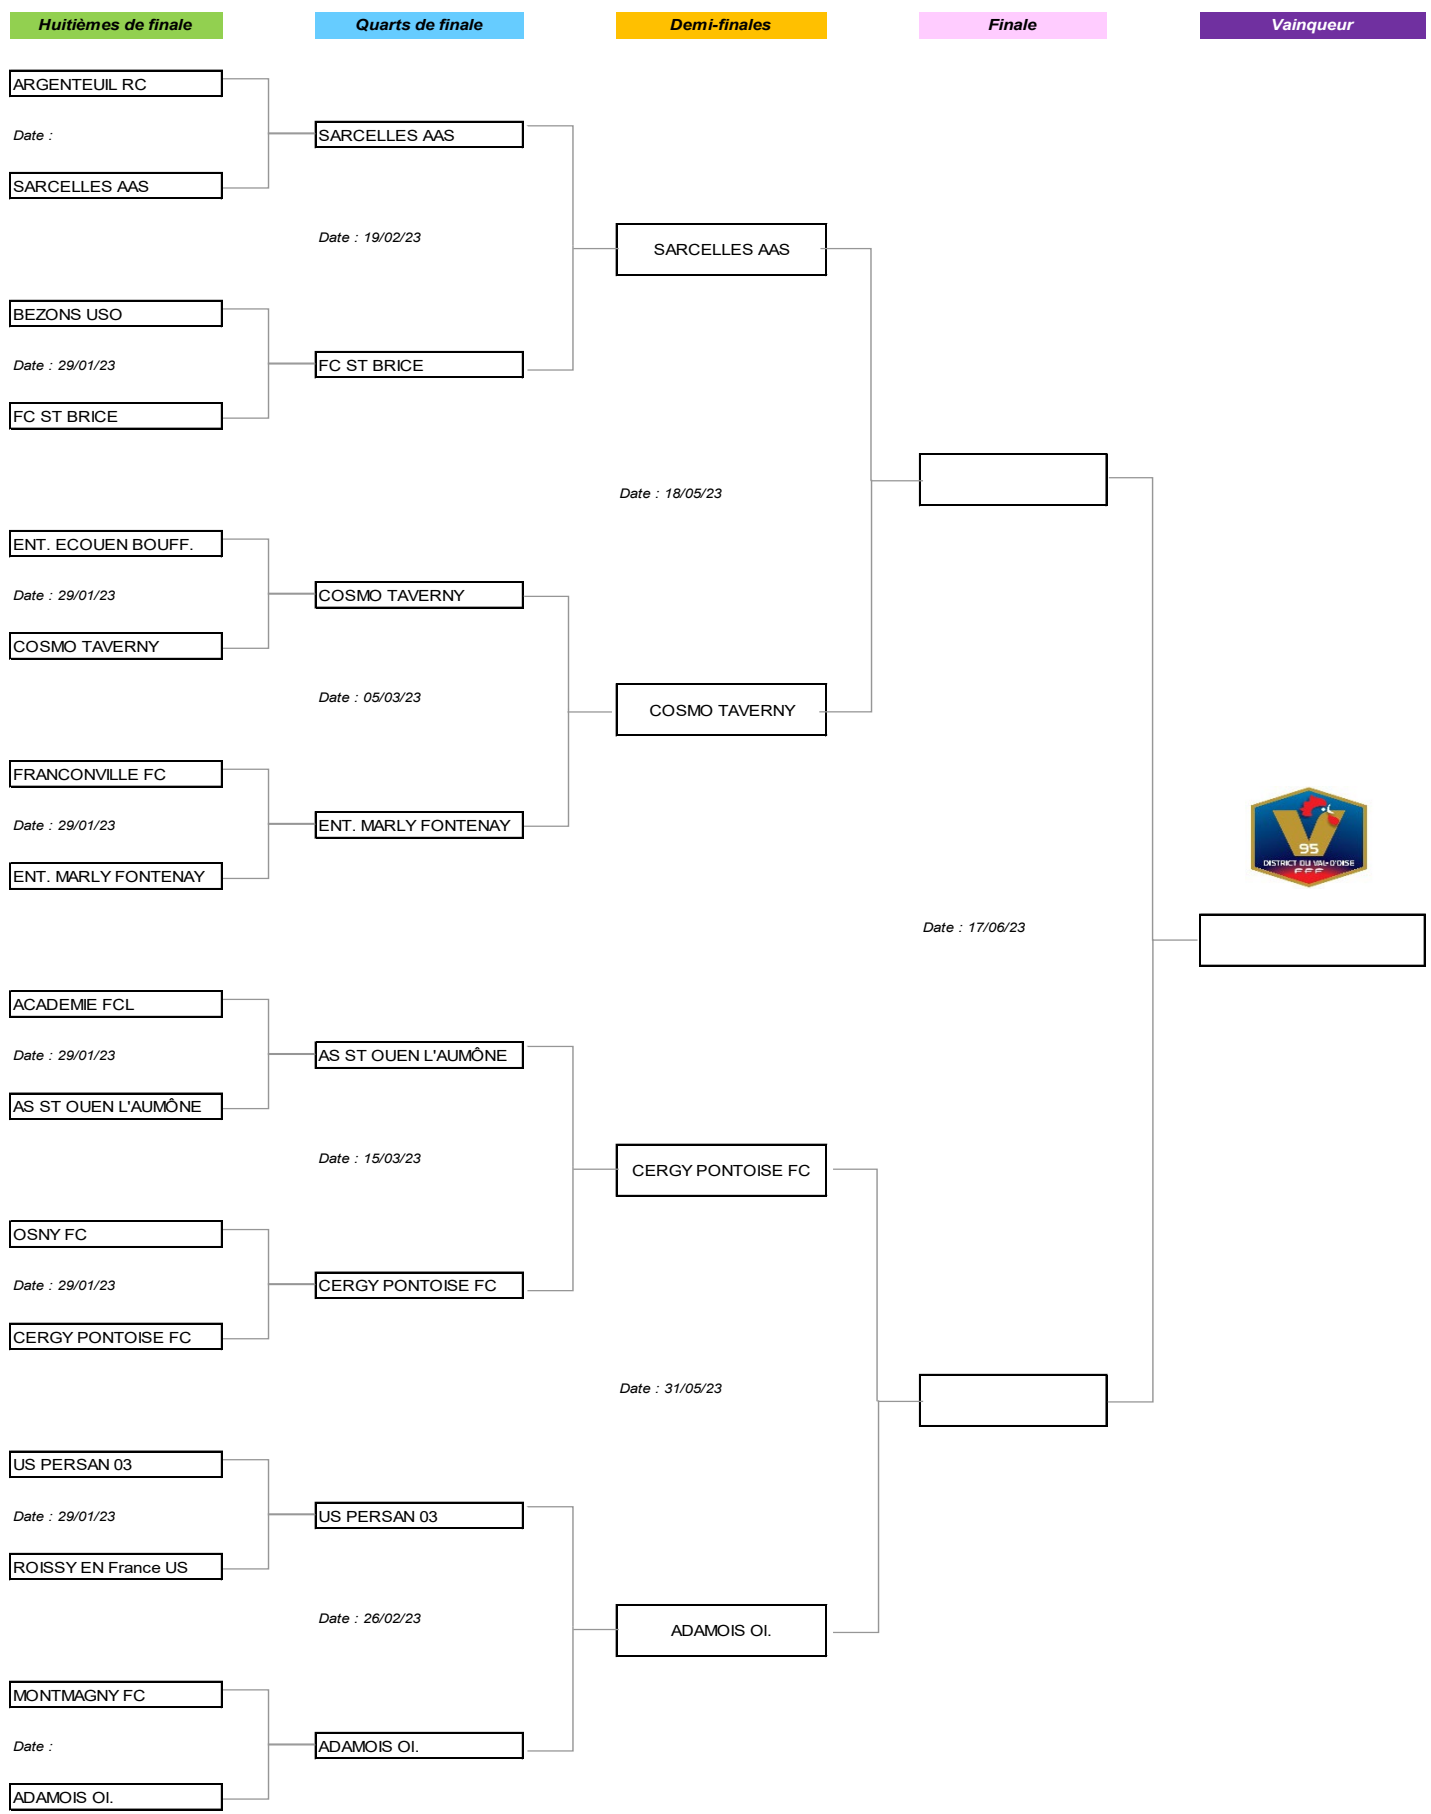 Huitièmes de finale
Quarts de finale
Demi-finales
Finale
Vainqueur
ARGENTEUIL RC
Date :
SARCELLES AAS
SARCELLES AAS
Date : 19/02/23
SARCELLES AAS
BEZONS USO
Date : 29/01/23
FC ST BRICE
FC ST BRICE
Date : 18/05/23
ENT. ECOUEN BOUFF.
Date : 29/01/23
COSMO TAVERNY
COSMO TAVERNY
Date : 05/03/23
COSMO TAVERNY
FRANCONVILLE FC
Date : 29/01/23
ENT. MARLY FONTENAY
ENT. MARLY FONTENAY
95
DISTRICT DU VAL-D'OISE
FFF
Date : 17/06/23
ACADEMIE FCL
Date : 29/01/23
AS ST OUEN L'AUMÔNE
AS ST OUEN L'AUMÔNE
Date : 15/03/23
CERGY PONTOISE FC
OSNY FC
Date : 29/01/23
CERGY PONTOISE FC
CERGY PONTOISE FC
Date : 31/05/23
US PERSAN 03
Date : 29/01/23
ROISSY EN France US
US PERSAN 03
Date : 26/02/23
ADAMOIS Ol.
MONTMAGNY FC
Date :
ADAMOIS Ol.
ADAMOIS Ol.